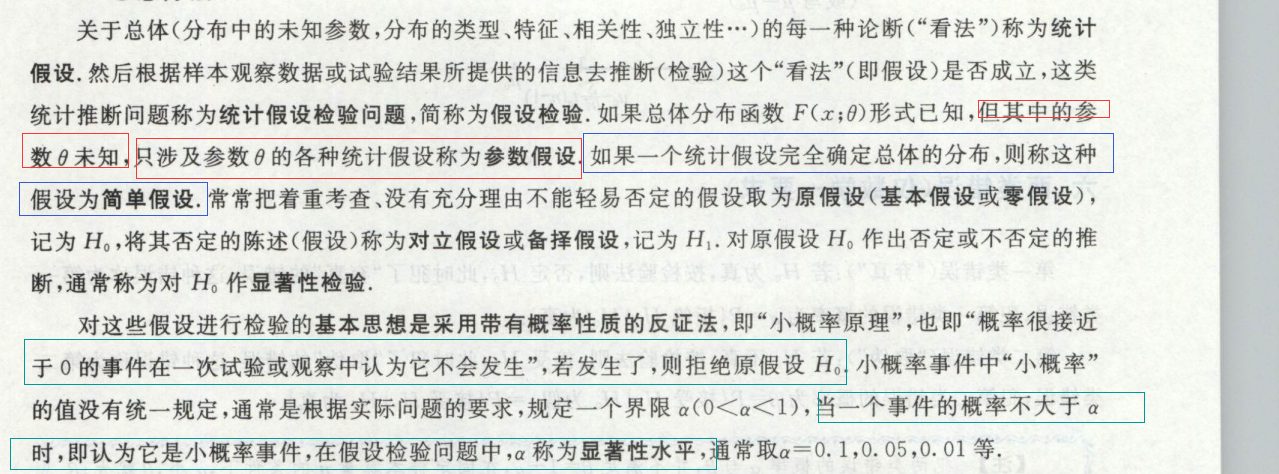 关于总体(分布中的未知参数,分布的类型、特征、相关性、独立性…)的每一种论断(“看法”)称为统计
假设.然后根据样本观察数据或试验结果所提供的信息去推断(检验)这个“看法”(即假设)是否成立,这类
统计推断问题称为统计假设检验问题,简称为假设检验.如果总体分布函数 F(x;θ)形式已知,但其中的参
数 θ 未知,只涉及参数 θ 的各种统计假设称为参数假设.如果一个统计假设完全确定总体的分布,则称这种
假设为简单假设.常常把着重考查、没有充分理由不能轻易否定的假设取为原假设(基本假设或零假设),
记为 H₀,将其否定的陈述(假设)称为对立假设或备择假设,记为 H₁.对原假设 H₀ 作出否定或不否定的推
断,通常称为对 H₀ 作显著性检验.
对这些假设进行检验的基本思想是采用带有概率性质的反证法,即“小概率原理”,也即“概率很接近
于 0 的事件在一次试验或观察中认为它不会发生”,若发生了,则拒绝原假设 H₀.小概率事件中“小概率”
的值没有统一规定,通常是根据实际问题的要求,规定一个界限 α(0<α<1),当一个事件的概率不大于 α
时,即认为它是小概率事件,在假设检验问题中,α 称为显著性水平,通常取α=0.1,0.05,0.01 等.